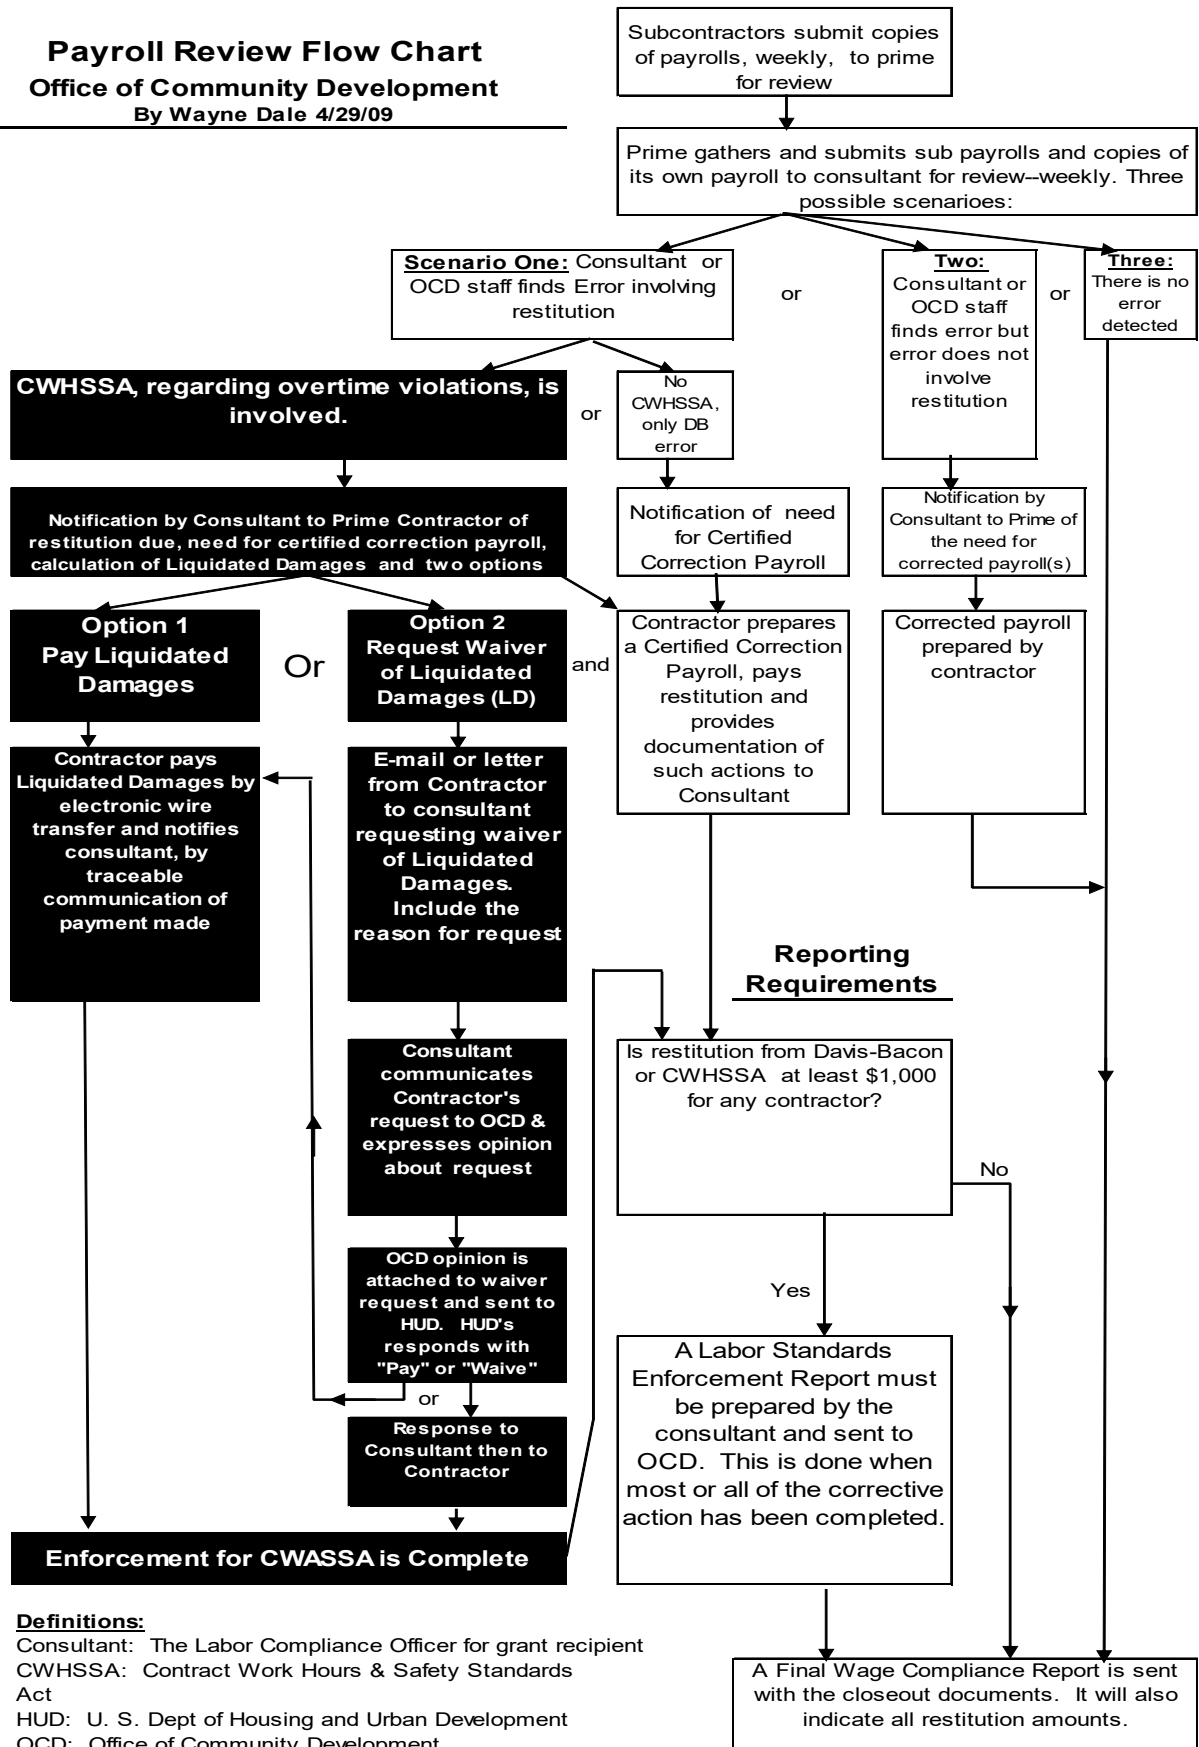 Payroll Review Flow Chart
Office of Community Development
By Wayne Dale 4/29/09
Subcontractors submit copies
of payrolls, weekly, to prime
for review
Prime gathers and submits sub payrolls and copies of
its own payroll to consultant for review--weekly. Three
possible scenarioes:
Scenario One: Consultant or
OCD staff finds Error involving
restitution
or
Two:
Consultant or
OCD staff
finds error but
error does not
involve
restitution
or
Three:
There is no
error
detected
CWHSSA, regarding overtime violations, is
involved.
or
No
CWHSSA,
only DB
error
Notification by Consultant to Prime Contractor of
restitution due, need for certified correction payroll,
calculation of Liquidated Damages and two options
Notification of need
for Certified
Correction Payroll
Notification by
Consultant to Prime of
the need for
corrected payroll(s)
Option 1
Pay Liquidated
Damages
Or
Option 2
Request Waiver
of Liquidated
Damages (LD)
and
Contractor prepares
a Certified Correction
Payroll, pays
restitution and
provides
documentation of
such actions to
Consultant
Corrected payroll
prepared by
contractor
Contractor pays
Liquidated Damages by
electronic wire
transfer and notifies
consultant, by
traceable
communication of
payment made
E-mail or letter
from Contractor
to consultant
requesting waiver
of Liquidated
Damages.
Include the
reason for request
Reporting
Requirements
Consultant
communicates
Contractor's
request to OCD &
expresses opinion
about request
Is restitution from Davis-Bacon
or CWHSSA at least $1,000
for any contractor?
No
Yes
OCD opinion is
attached to waiver
request and sent to
HUD. HUD's
responds with
"Pay" or "Waive"
or
Response to
Consultant then to
Contractor
A Labor Standards
Enforcement Report must
be prepared by the
consultant and sent to
OCD. This is done when
most or all of the corrective
action has been completed.
Enforcement for CWASSA is Complete
Definitions:
Consultant: The Labor Compliance Officer for grant recipient
CWHSSA: Contract Work Hours & Safety Standards
Act
HUD: U. S. Dept of Housing and Urban Development
OCD: Office of Community Development
A Final Wage Compliance Report is sent
with the closeout documents. It will also
indicate all restitution amounts.